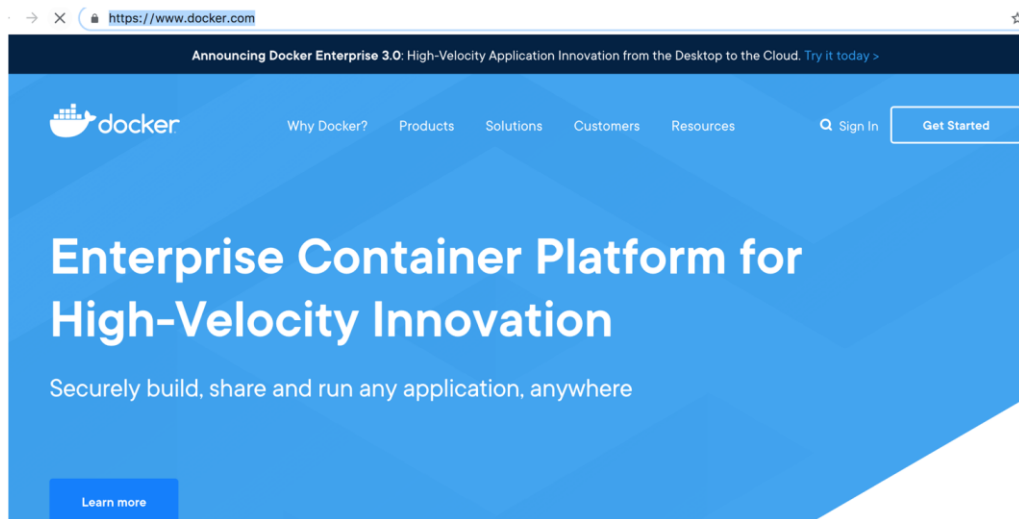 https://www.docker.com
Announcing Docker Enterprise 3.0: High-Velocity Application Innovation from the Desktop to the Cloud. Try it today >
docker
Why Docker? Products Solutions Customers Resources Sign In Get Started
Enterprise Container Platform for
High-Velocity Innovation
Securely build, share and run any application, anywhere
Learn more